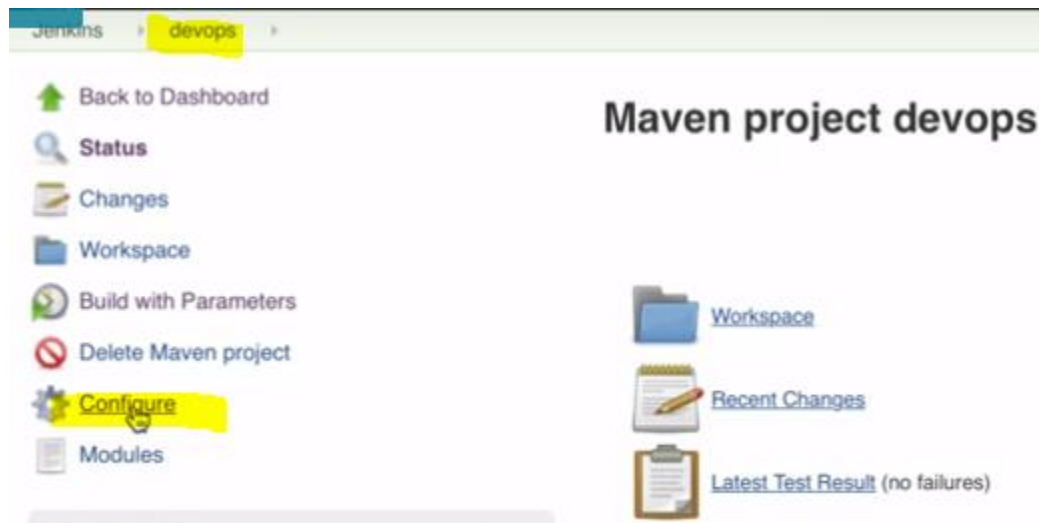 Jenkins devops
Back to Dashboard
Status
Changes
Workspace
Build with Parameters
Delete Maven project
Configure
Modules
Maven project devops
Workspace
Recent Changes
Latest Test Result (no failures)